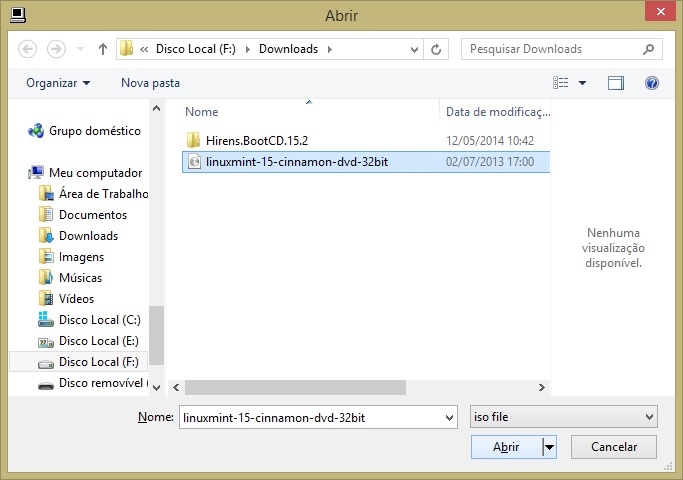 Abrir
« Disco Local (F:) Downloads
Pesquisar Downloads
Organizar
Nova pasta
Grupo doméstico
Meu computador
Área de Trabalho
Documentos
Downloads
Imagens
Músicas
Vídeos
Disco Local (C:)
Disco Local (E:)
Disco Local (F:)
Disco removível (
Nome Data de modificaç...
Hirens.BootCD.15.2 12/05/2014 10:42
linuxmint-15-cinnamon-dvd-32bit 02/07/2013 17:00
Nenhuma
visualização
disponível.
Nome: linuxmint-15-cinnamon-dvd-32bit
iso file
Abrir
Cancelar